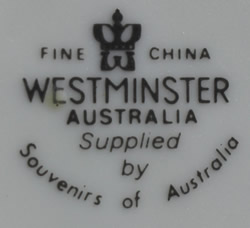 FINE CHINA
WESTMINSTER
AUSTRALIA
Supplied
by
Souvenirs of Australia